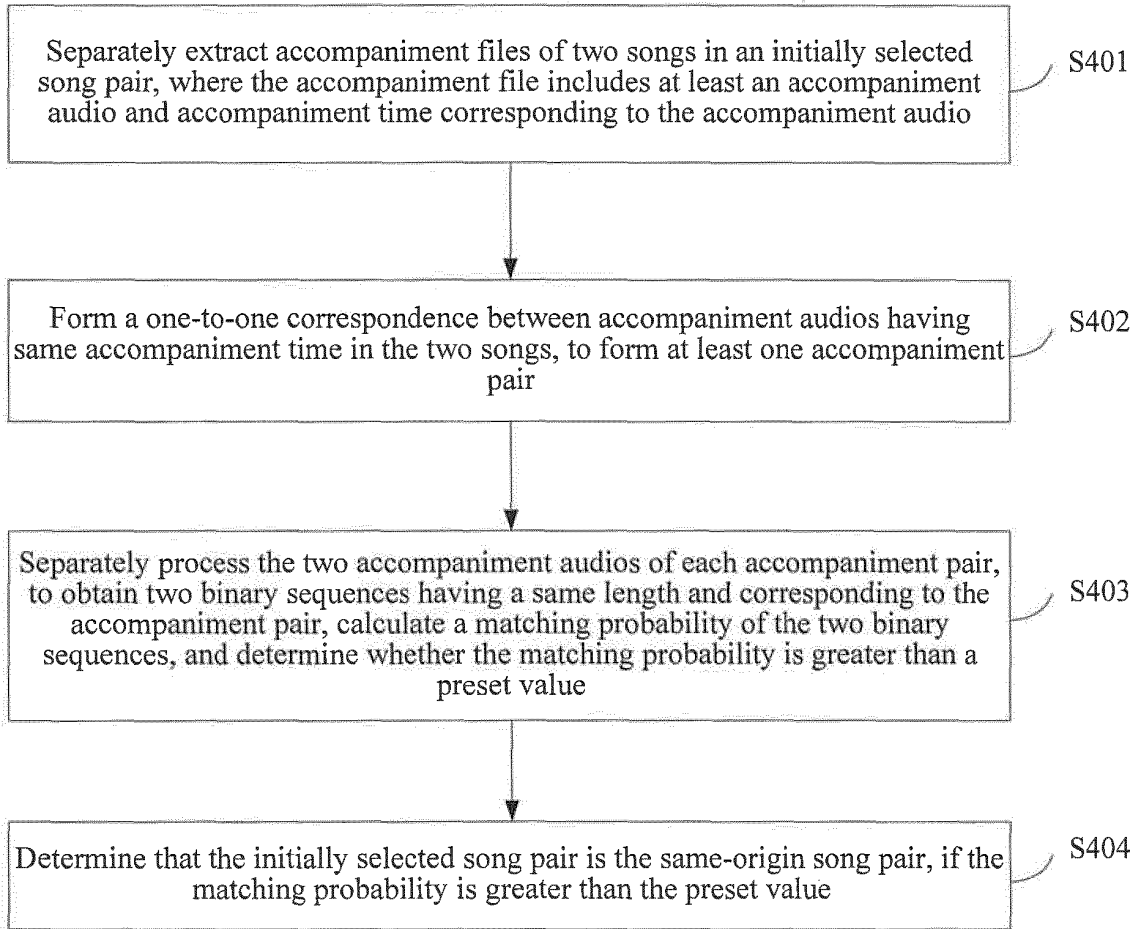 Separately extract accompaniment files of two songs in an initially selected
song pair, where the accompaniment file includes at least an accompaniment
audio and accompaniment time corresponding to the accompaniment audio
S401
Form a one-to-one correspondence between accompaniment audios having
same accompaniment time in the two songs, to form at least one accompaniment
pair
S402
Separately process the two accompaniment audios of each accompaniment pair,
to obtain two binary sequences having a same length and corresponding to the
accompaniment pair, calculate a matching probability of the two binary
sequences, and determine whether the matching probability is greater than a
preset value
S403
Determine that the initially selected song pair is the same-origin song pair, if the
matching probability is greater than the preset value
S404